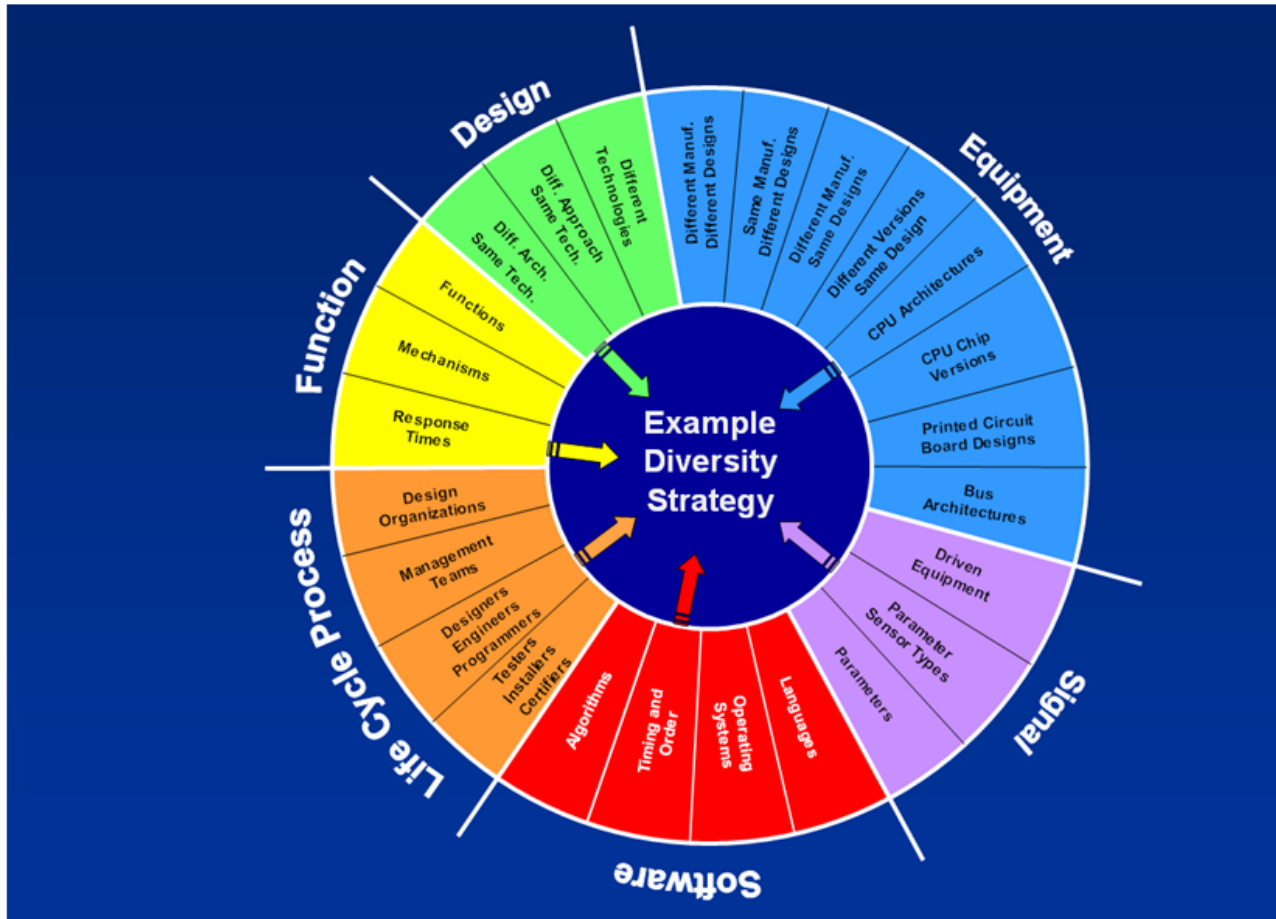 Design
Different
Technologies
Diff. Approach
Same Tech.
Diff. Arch.
Same Tech.
Equipment
Different Manuf.
Different Designs
Same Manuf.
Different Designs
Different Manuf.
Same Designs
Different Versions
Same Design
CPU Architectures
CPU Chip
Versions
Printed Circuit
Board Designs
Bus
Architectures
Signal
Driven
Equipment
Parameter
Sensor Types
Parameters
Software
Languages
Operating
Systems
Timing and
Order
Algorithms
Life Cycle Process
Testers
Installers
Certifiers
Designers
Engineers
Programmers
Management
Teams
Design
Organizations
Function
Response
Times
Mechanisms
Functions
Example
Diversity
Strategy